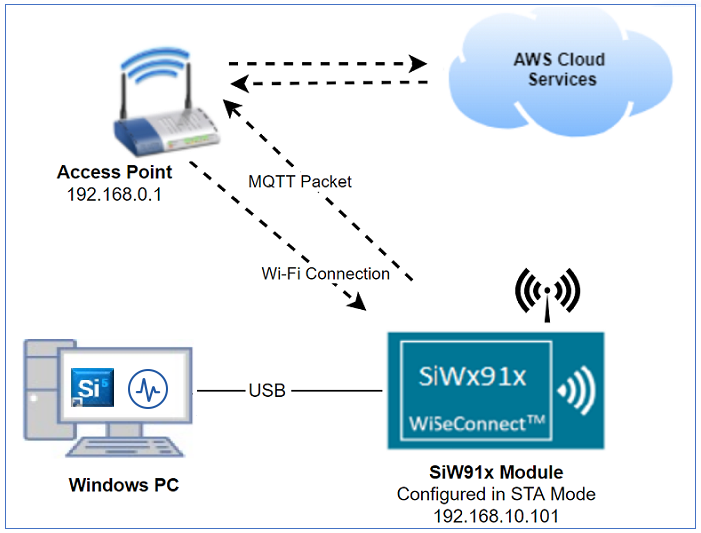 AWS Cloud
Services
Access Point
192.168.0.1
MQTT Packet
Wi-Fi Connection
Si 5
USB
SiWx91x
WiSeConnect™
Windows PC
SiW91x Module
Configured in STA Mode
192.168.10.101